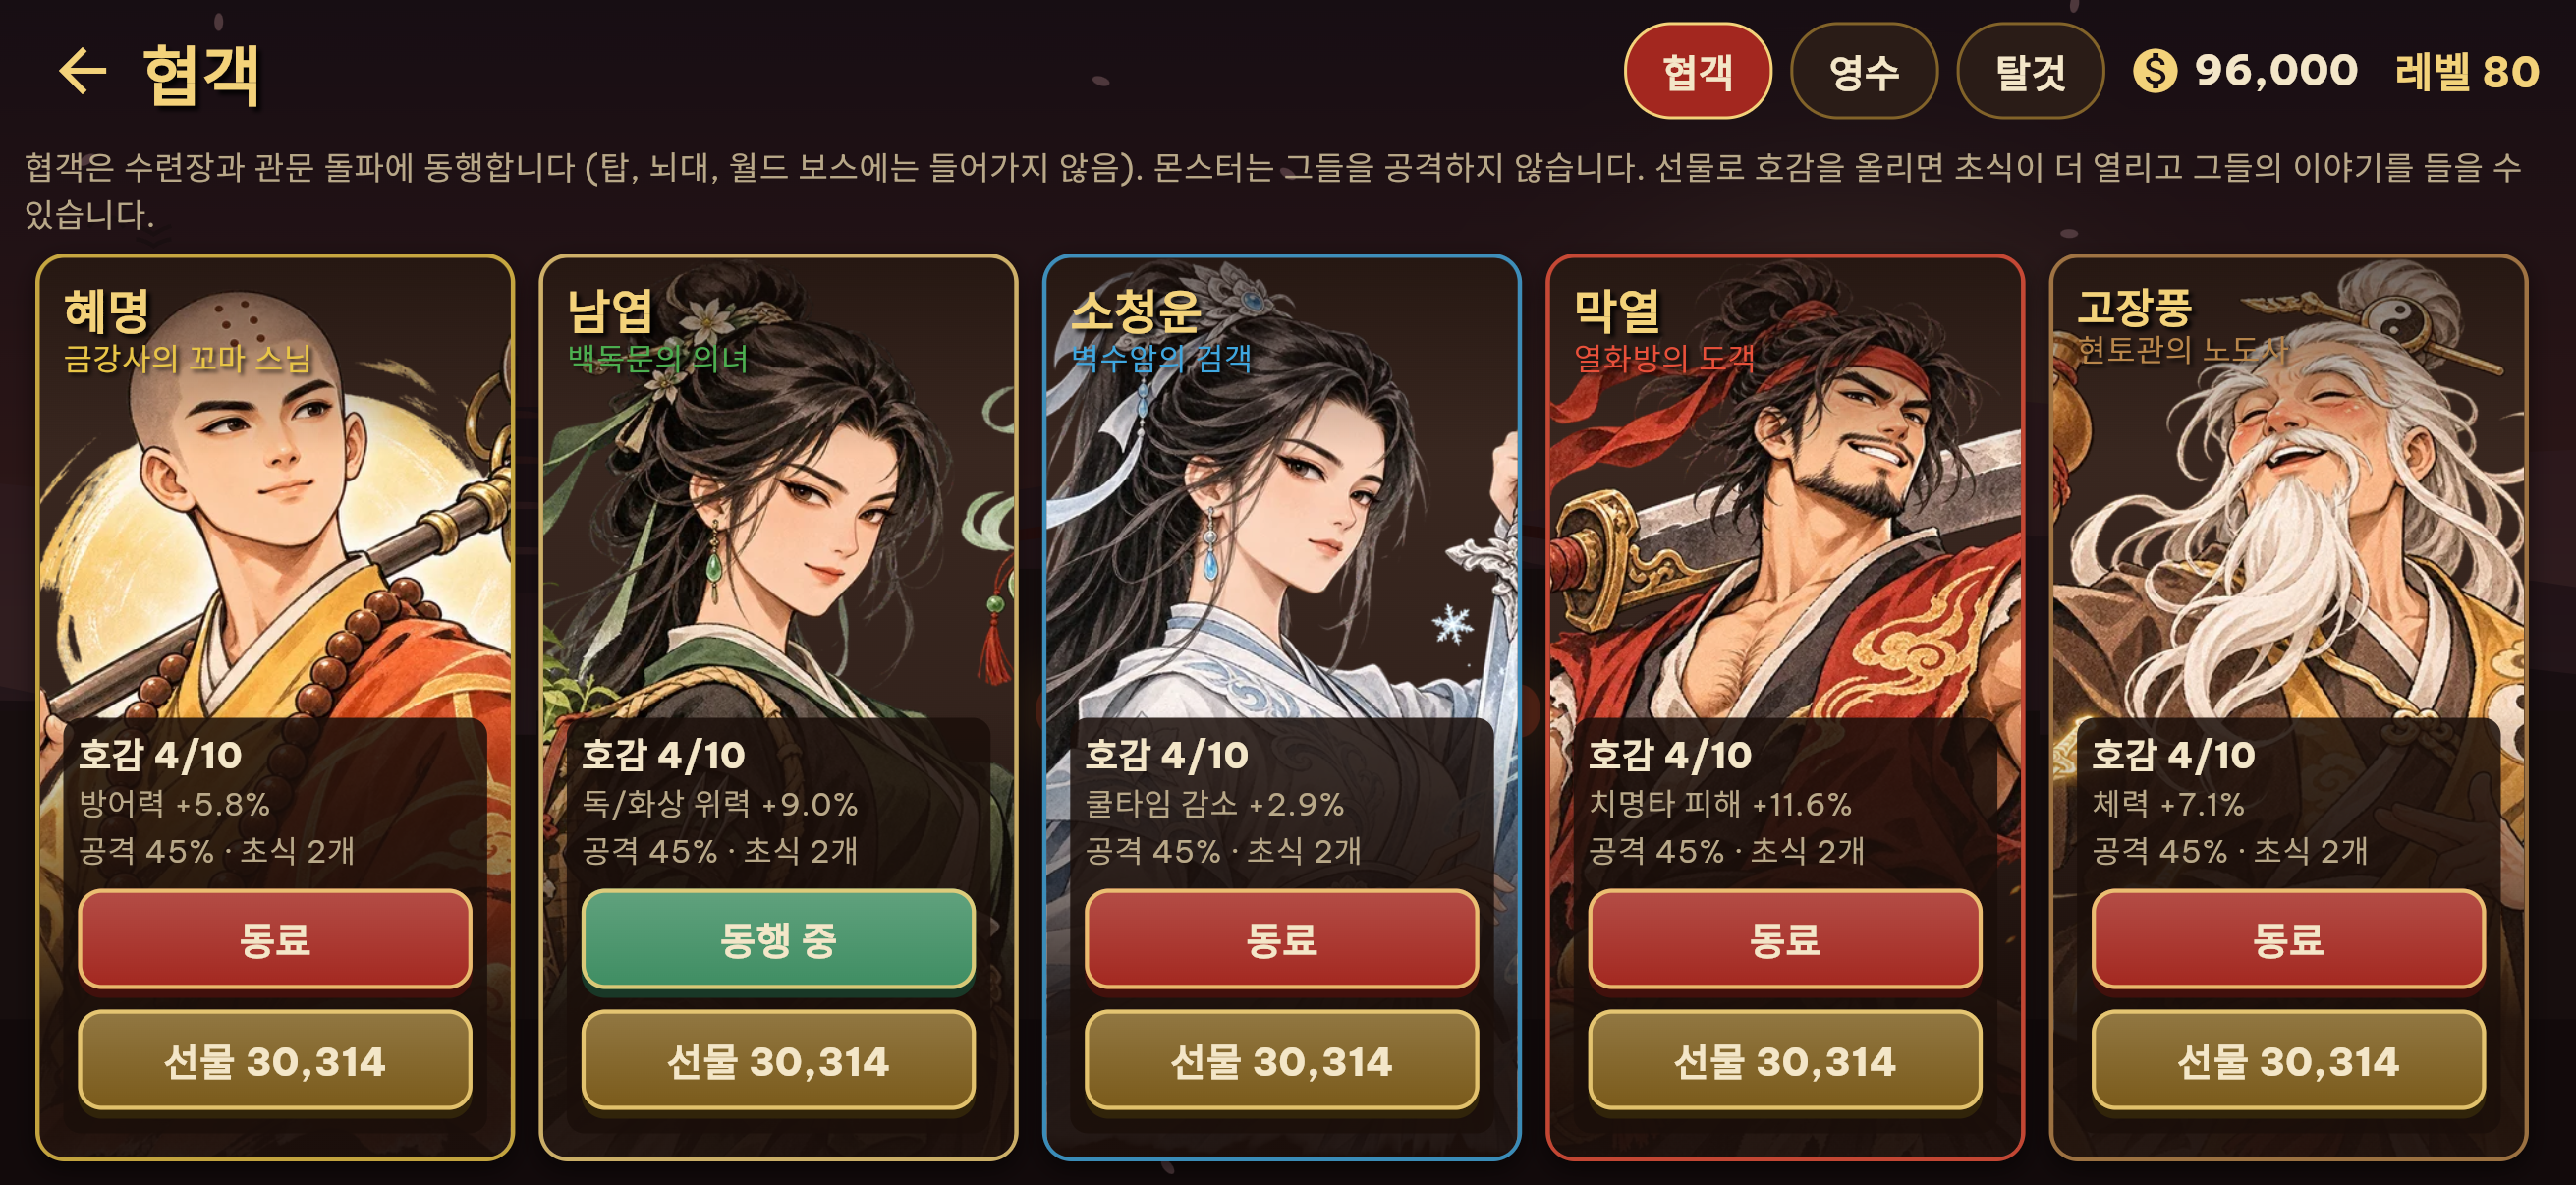 협객
협객 영수 탈것 96,000 레벨 80
협객은 수련장과 관문 돌파에 동행합니다 (탑, 뇌대, 월드 보스에는 들어가지 않음). 몬스터는 그들을 공격하지 않습니다. 선물로 호감을 올리면 초식이 더 열리고 그들의 이야기를 들을 수
있습니다.
혜명
금강사의 꼬마 스님
호감 4/10
방어력 +5.8%
공격 45% · 초식 2개
동료
선물 30,314
남엽
백독문의 의녀
호감 4/10
독/화상 위력 +9.0%
공격 45% · 초식 2개
동행 중
선물 30,314
소청운
벽수암의 검객
호감 4/10
쿨타임 감소 +2.9%
공격 45% · 초식 2개
동료
선물 30,314
막열
열화방의 도객
호감 4/10
치명타 피해 +11.6%
공격 45% · 초식 2개
동료
선물 30,314
고장풍
현토관의 노도사
호감 4/10
체력 +7.1%
공격 45% · 초식 2개
동료
선물 30,314